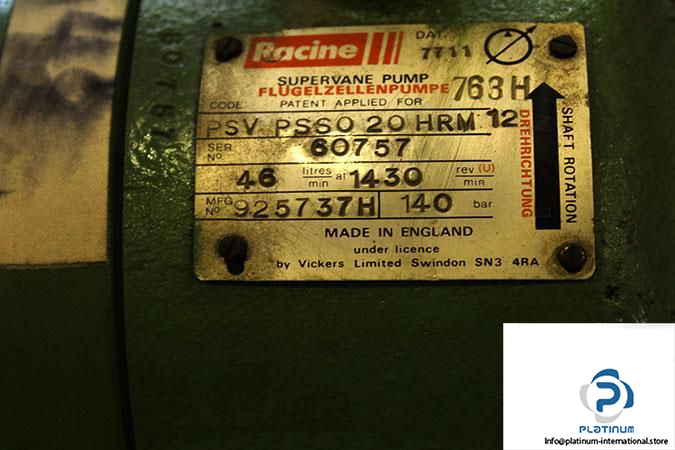 60757
Racine
DAT.
7711
SUPERVANE PUMP
FLÜGELZELLENPUMPE
763H
CODE
PATENT APPLIED FOR
PSV PSSO 20 HRM 12
SER
Nº
60757
46 litres/min at 1430 rev (U)/min
MFG
Nº
925737H 140 bar
MADE IN ENGLAND
under licence
by Vickers Limited Swindon SN3 4RA
DREHRICHTUNG
SHAFT ROTATION
PLATINUM
Info@platinum-international.store